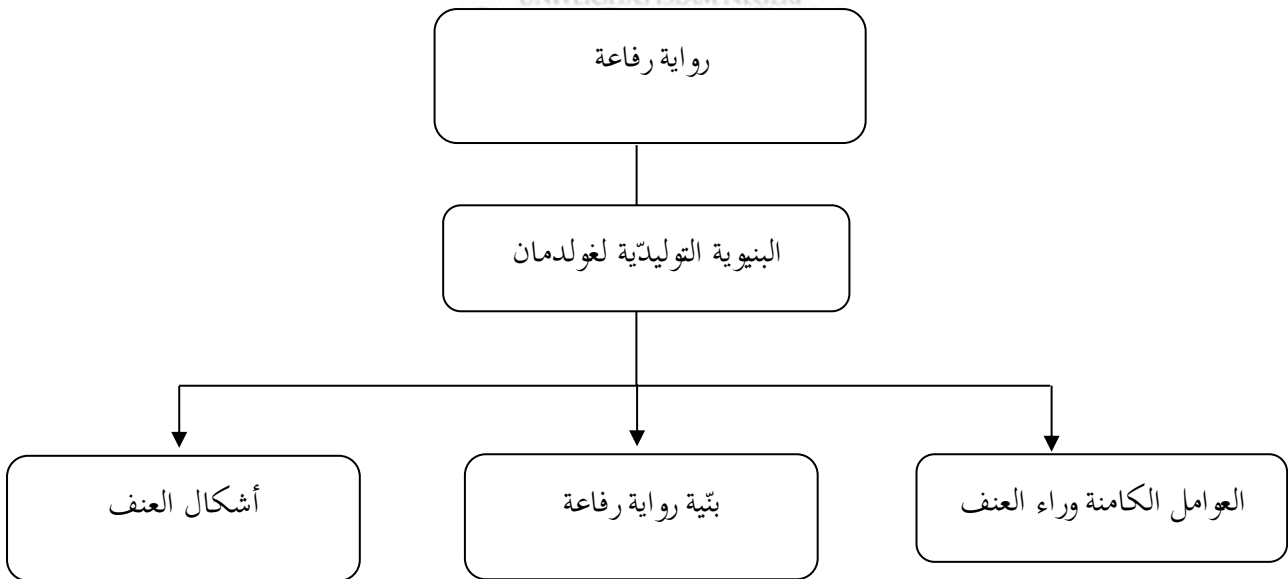 رواية رفاعة
البنيوية التوليدّية لغولدمان
العوامل الكامنة وراء العنف
بنّية رواية رفاعة
أشكال العنف